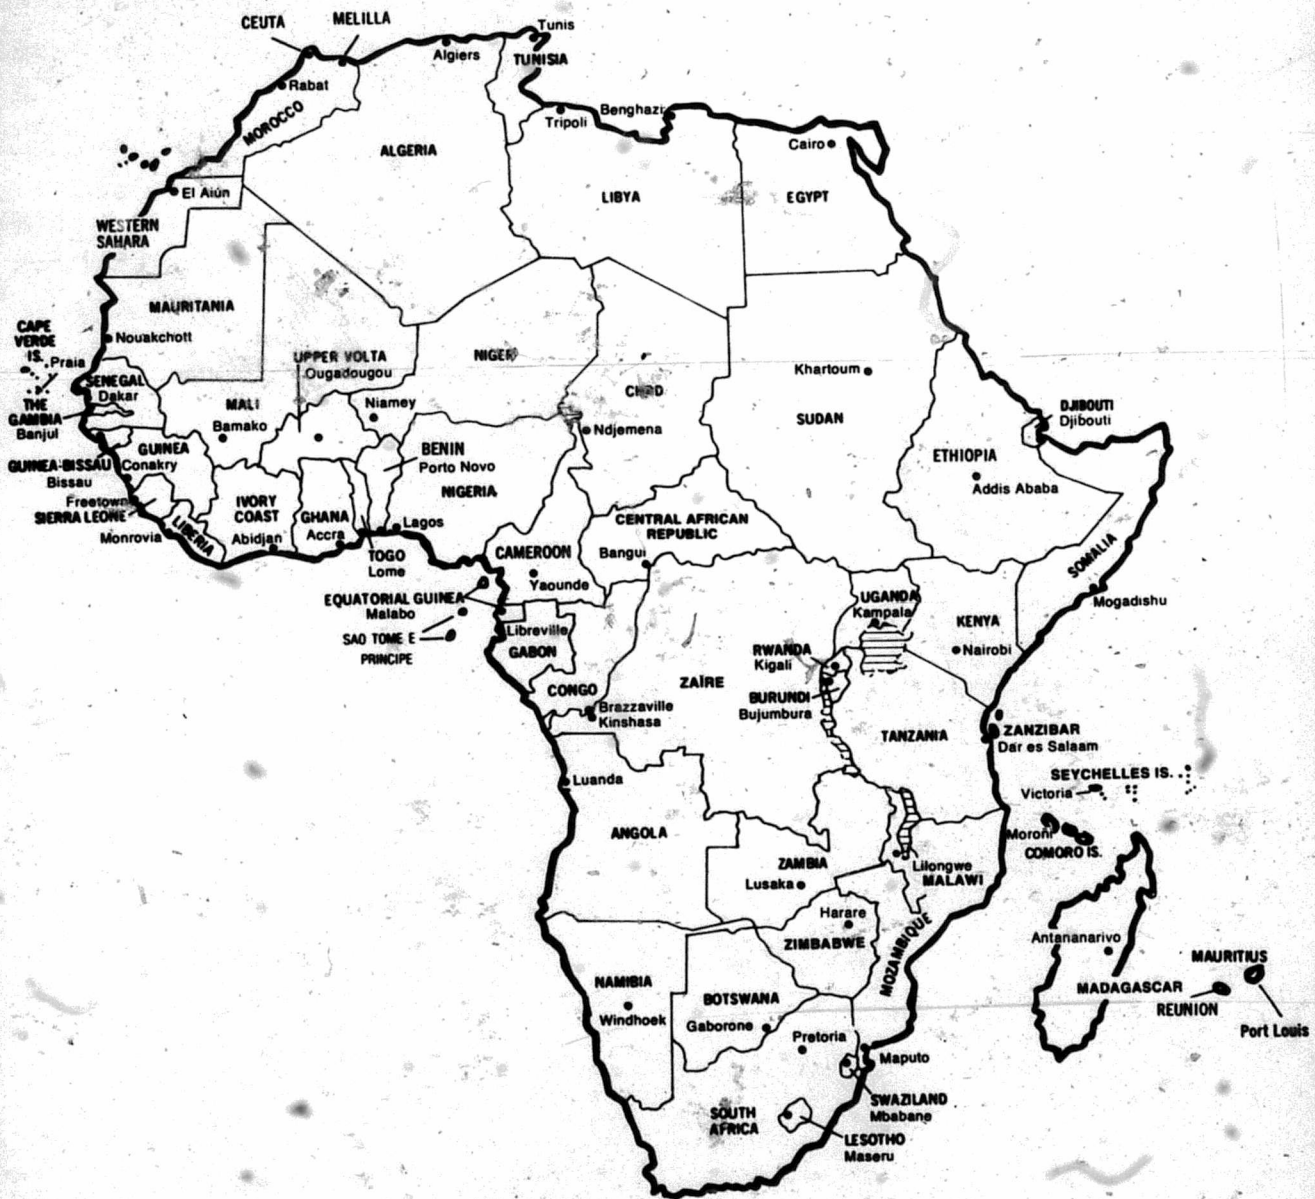 CEUTA
MELILLA
Tunis
Algiers
TUNISIA
Rabat
MOROCCO
Tripoli
Benghazi
Cairo
ALGERIA
LIBYA
EGYPT
El Aiún
WESTERN
SAHARA
MAURITANIA
Nouakchott
CAPE
VERDE
IS.
Praia
UPPER VOLTA
Ougadougou
NIGER
CHAD
Khartoum
SUDAN
SENEGAL
Dakar
THE
GAMBIA
Banjul
MALI
Bamako
Niamey
Ndjemena
DJIBOUTI
Djibouti
GUINEA
Conakry
GUINEA-BISSAU
Bissau
BENIN
Porto Novo
NIGERIA
ETHIOPIA
Addis Ababa
Freetown
SIERRA LEONE
Monrovia
LIBERIA
IVORY
COAST
Abidjan
GHANA
Accra
Lagos
TOGO
Lome
CENTRAL AFRICAN
REPUBLIC
Bangui
CAMEROON
Yaounde
SOMALIA
Mogadishu
EQUATORIAL GUINEA
Malabo
SAO TOME E
PRINCIPE
Libreville
GABON
UGANDA
Kampala
KENYA
Nairobi
RWANDA
Kigali
BURUNDI
Bujumbura
ZAÏRE
CONGO
Brazzaville
Kinshasa
TANZANIA
ZANZIBAR
Dar es Salaam
SEYCHELLES IS.
Victoria
Luanda
ANGOLA
Moroni
COMORO IS.
ZAMBIA
Lusaka
Lilongwe
MALAWI
Harare
ZIMBABWE
MOZAMBIQUE
Antananarivo
MADAGASCAR
MAURITIUS
REUNION
Port Louis
NAMIBIA
Windhoek
BOTSWANA
Gaborone
Pretoria
Maputo
SWAZILAND
Mbabane
SOUTH
AFRICA
LESOTHO
Maseru